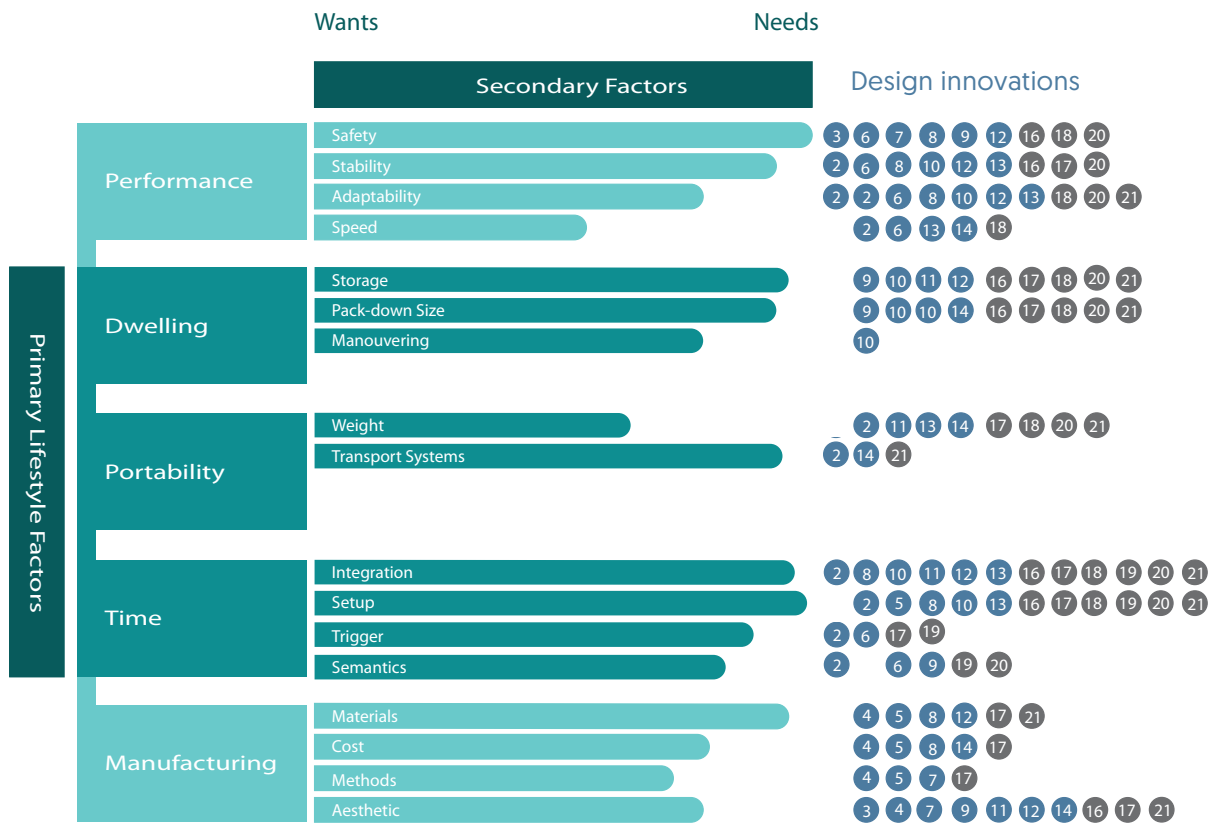 Wants Needs
Secondary Factors Design innovations
Primary Lifestyle Factors
Performance
Safety 3 6 7 8 9 12 16 18 20
Stability 2 6 8 10 12 13 16 17 20
Adaptability 2 2 6 8 10 12 13 18 20 21
Speed 2 6 13 14 18
Dwelling
Storage 9 10 11 12 16 17 18 20 21
Pack-down Size 9 10 10 14 16 17 18 20 21
Manouvering 10
Portability
Weight 2 11 13 14 17 18 20 21
Transport Systems 2 14 21
Time
Integration 2 8 10 11 12 13 16 17 18 19 20 21
Setup 2 5 8 10 13 16 17 18 19 20 21
Trigger 2 6 17 19
Semantics 2 6 9 19 20
Manufacturing
Materials 4 5 8 12 17 21
Cost 4 5 8 14 17
Methods 4 5 7 17
Aesthetic 3 4 7 9 11 12 14 16 17 21